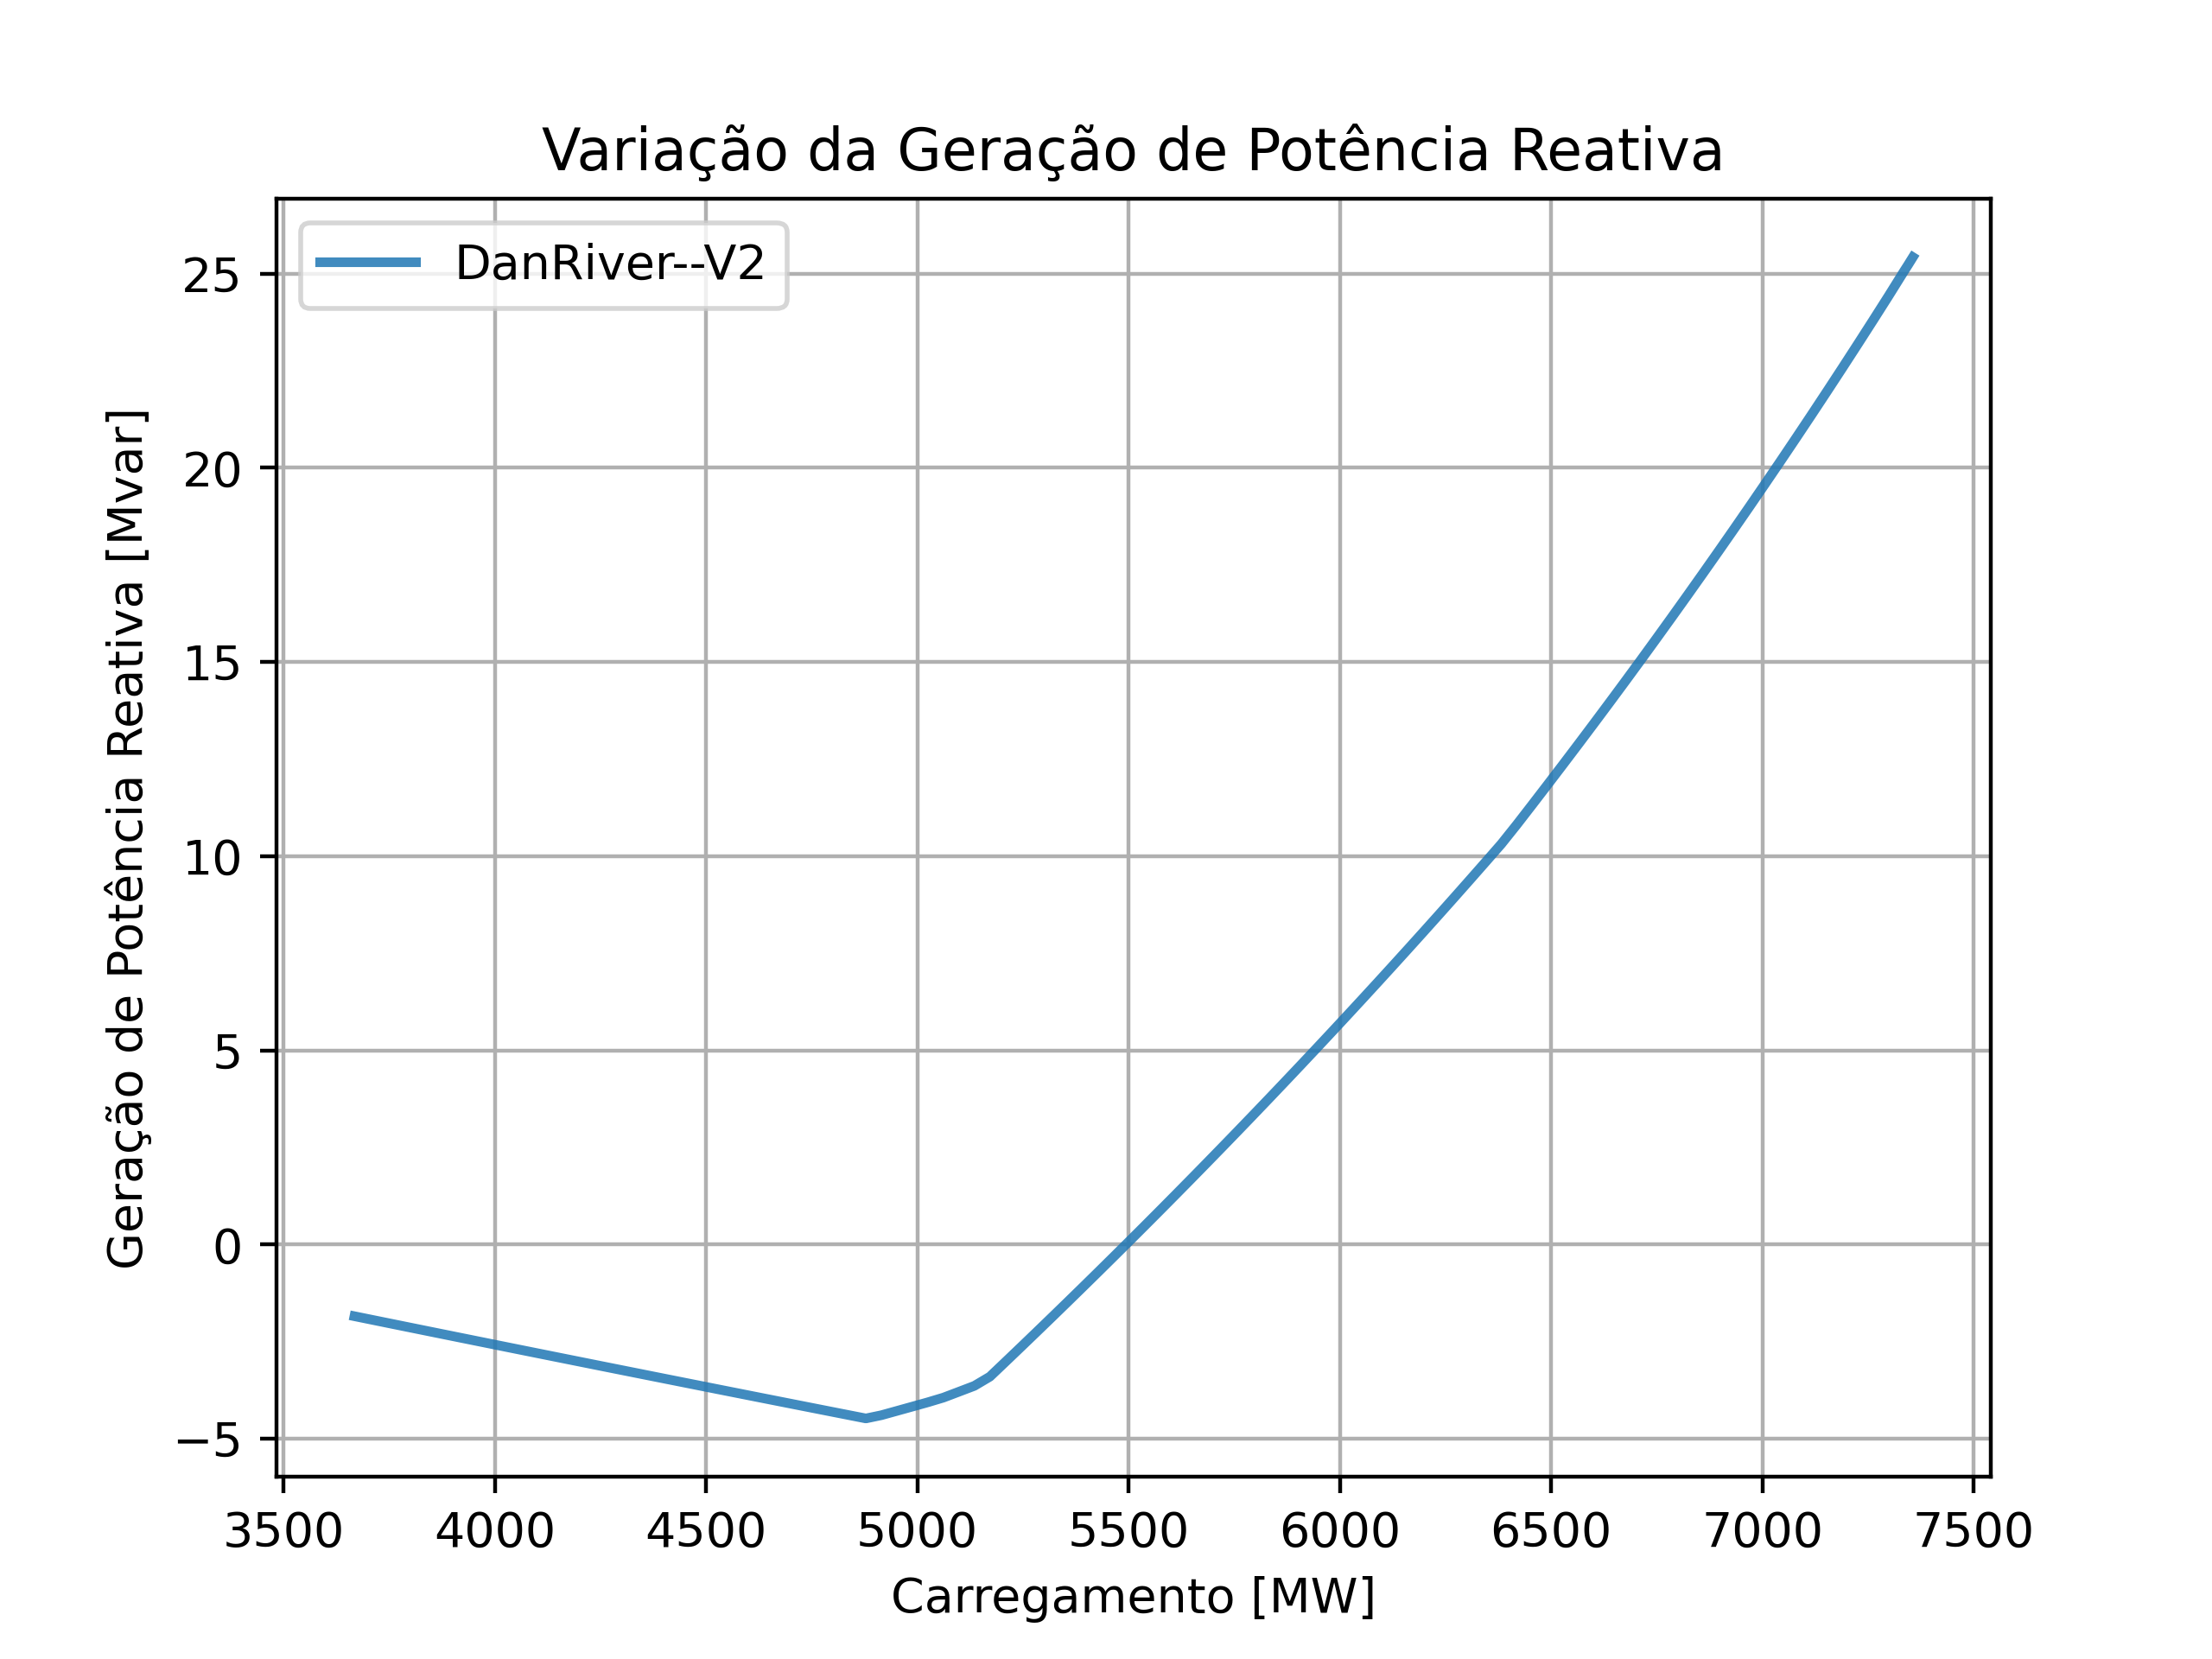 Variação da Geração de Potência Reativa
DanRiver--V2
Geração de Potência Reativa [Mvar]
25
20
15
10
5
0
−5
3500 4000 4500 5000 5500 6000 6500 7000 7500
Carregamento [MW]